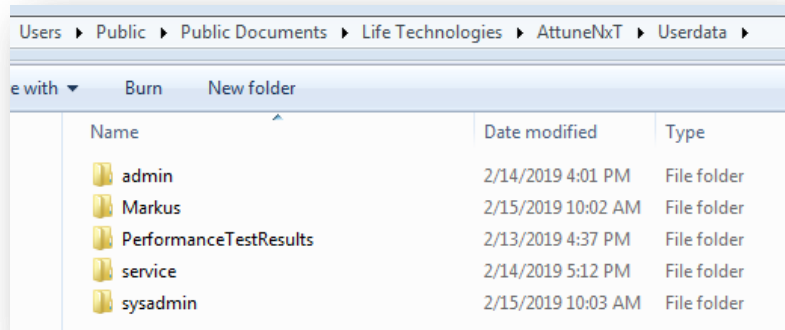 Users ▸ Public ▸ Public Documents ▸ Life Technologies ▸ AttuneNxT ▸ Userdata ▸
e with ▾ Burn New folder
Name Date modified Type
admin 2/14/2019 4:01 PM File folder
Markus 2/15/2019 10:02 AM File folder
PerformanceTestResults 2/13/2019 4:37 PM File folder
service 2/14/2019 5:12 PM File folder
sysadmin 2/15/2019 10:03 AM File folder